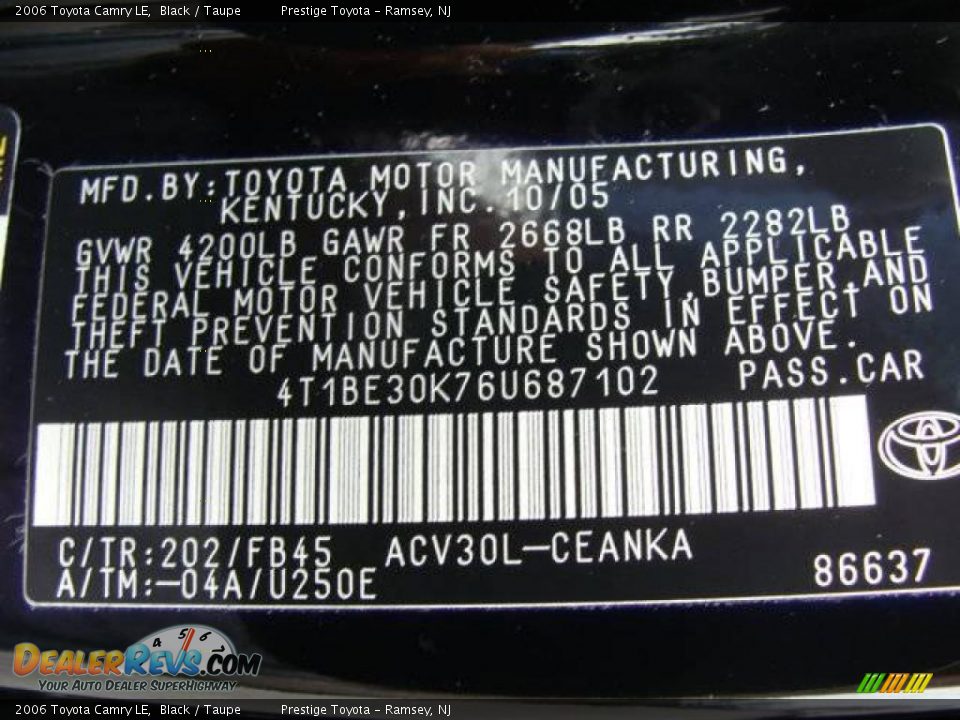 2006 Toyota Camry LE, Black / Taupe Prestige Toyota - Ramsey, NJ
MFD.BY:TOYOTA MOTOR MANUFACTURING,
KENTUCKY,INC.10/05
GVWR 4200LB GAWR FR 2668LB RR 2282LB
THIS VEHICLE CONFORMS TO ALL APPLICABLE
FEDERAL MOTOR VEHICLE SAFETY,BUMPER,AND
THEFT PREVENTION STANDARDS IN EFFECT ON
THE DATE OF MANUFACTURE SHOWN ABOVE.
4T1BE30K76U687102 PASS.CAR
C/TR:202/FB45 ACV30L-CEANKA
A/TM:-04A/U250E
86637
4 5 6 7
DEALERREVS.COM
YOUR AUTO DEALER SUPERHIGHWAY
2006 Toyota Camry LE, Black / Taupe Prestige Toyota - Ramsey, NJ